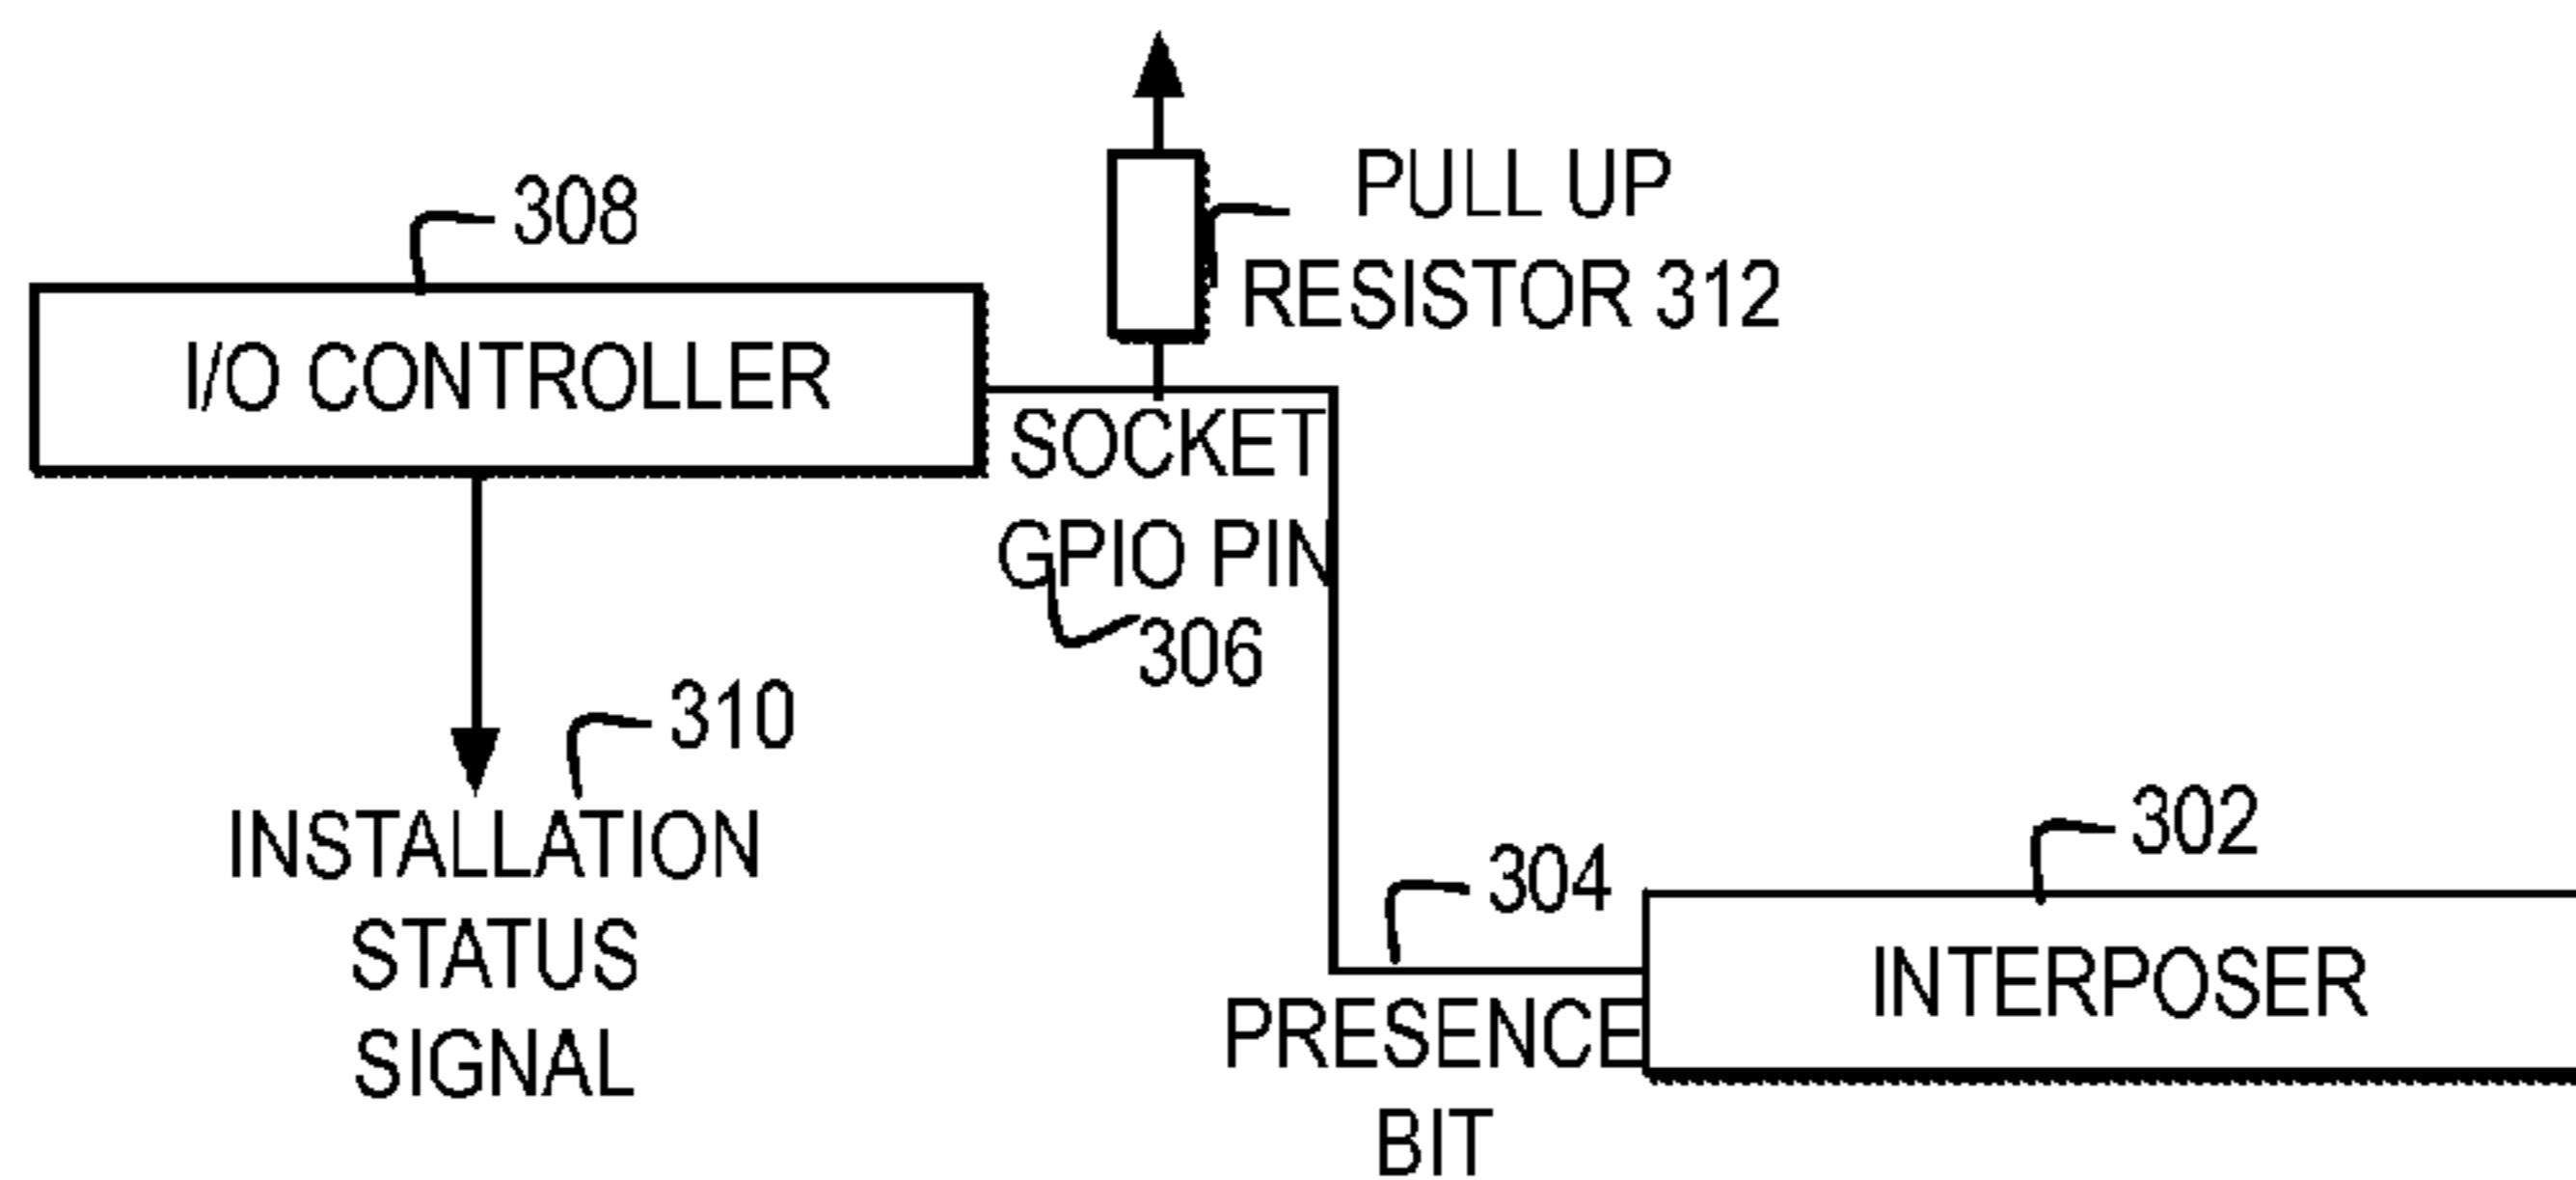 308
PULL UP
RESISTOR 312
I/O CONTROLLER
SOCKET
GPIO PIN
306
310
INSTALLATION
STATUS
SIGNAL
304
PRESENCE
BIT
302
INTERPOSER